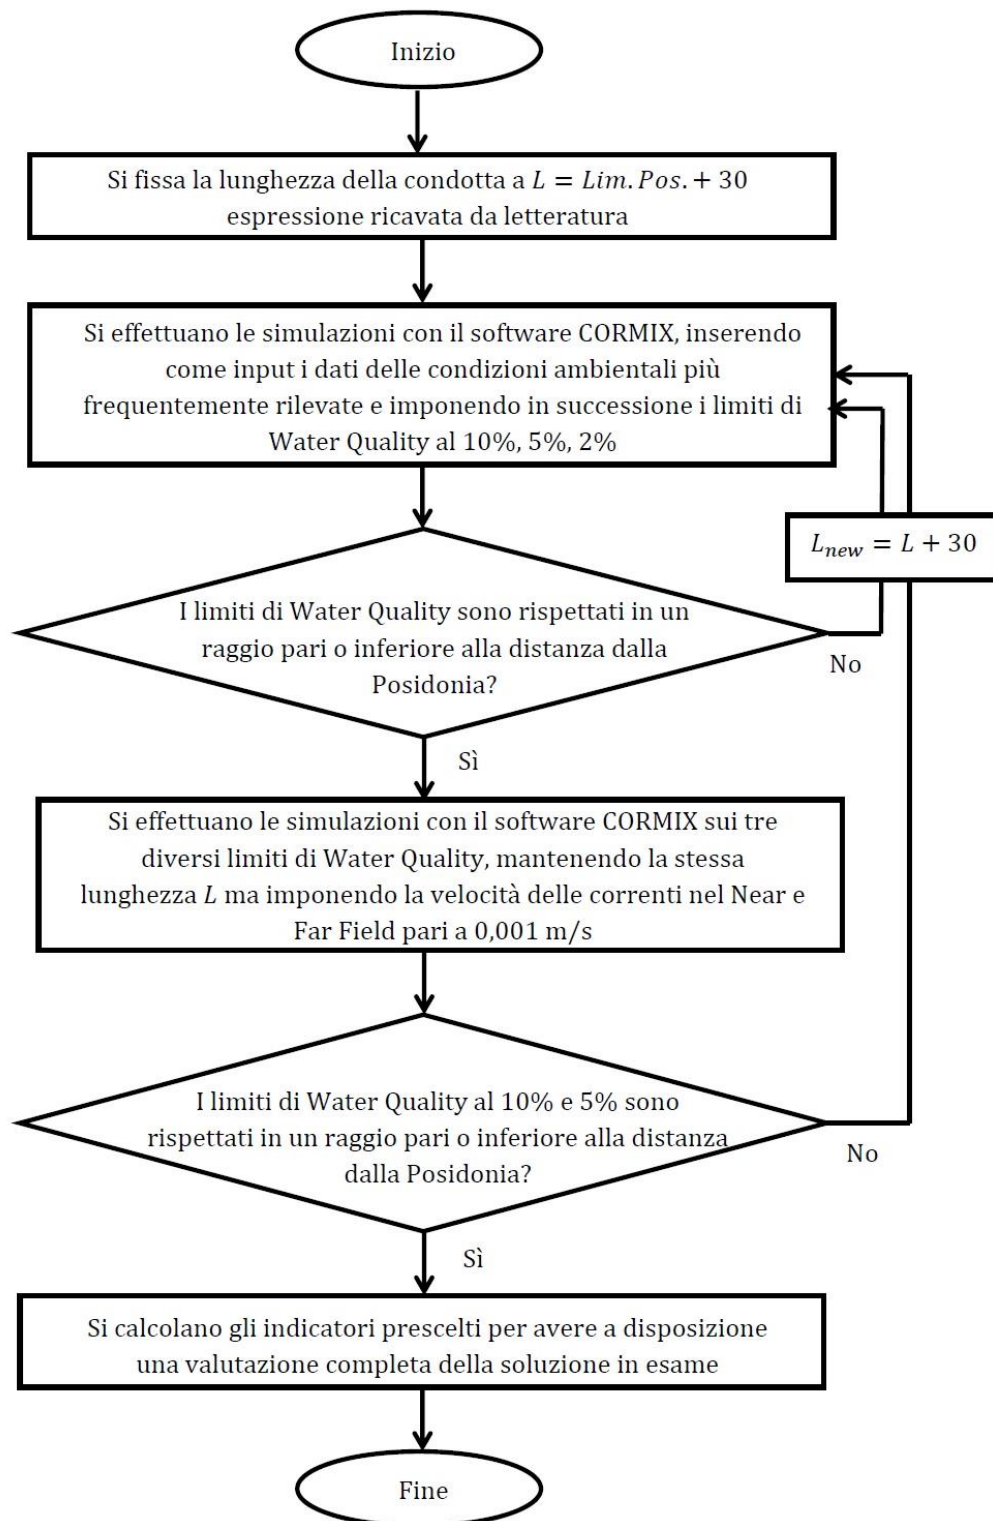 Inizio
Si fissa la lunghezza della condotta a L = Lim. Pos. + 30
espressione ricavata da letteratura
Si effettuano le simulazioni con il software CORMIX, inserendo
come input i dati delle condizioni ambientali più
frequentemente rilevate e imponendo in successione i limiti di
Water Quality al 10%, 5%, 2%
L_new = L + 30
I limiti di Water Quality sono rispettati in un
raggio pari o inferiore alla distanza dalla
Posidonia?
No
Sì
Si effettuano le simulazioni con il software CORMIX sui tre
diversi limiti di Water Quality, mantenendo la stessa
lunghezza L ma imponendo la velocità delle correnti nel Near e
Far Field pari a 0,001 m/s
I limiti di Water Quality al 10% e 5% sono
rispettati in un raggio pari o inferiore alla distanza
dalla Posidonia?
No
Sì
Si calcolano gli indicatori prescelti per avere a disposizione
una valutazione completa della soluzione in esame
Fine